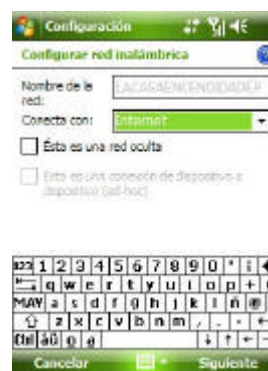 Configuración
Configurar red inalámbrica
Nombre de la
red:
Conecta con: Internet
Ésta es una red oculta
Ésta es una conexión de dispositivo a
dispositivo (ad-hoc)
123 1 2 3 4 5 6 7 8 9 0 ' ¡
q w e r t y u i o p + 
MAY a s d f g h j k l ñ @
z x c v b n m , . -
Ctrl áü º ª
Cancelar Siguiente